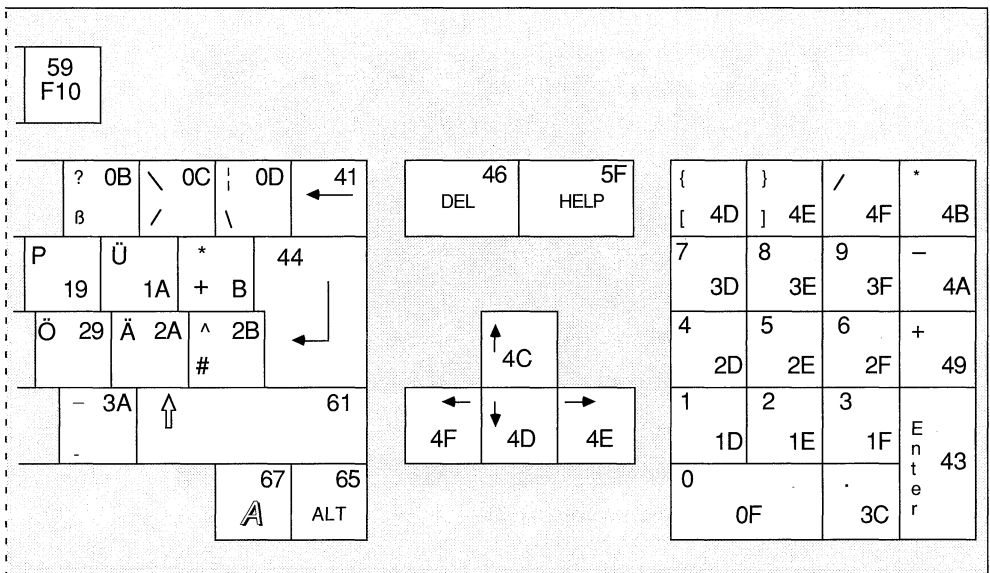 59
F10
? 0B \ 0C ¦ 0D 41
ß / \
46 5F
DEL HELP
{ } / *
[ 4D ] 4E 4F 4B
P Ü * 44
19 1A + B
7 8 9 –
3D 3E 3F 4A
Ö 29 Ä 2A ^ 2B
#
4C
4 5 6 +
2D 2E 2F 49
– 3A 61
-
4F 4D 4E
1 2 3
1D 1E 1F
Enter 43
67 65
A ALT
0 .
0F 3C